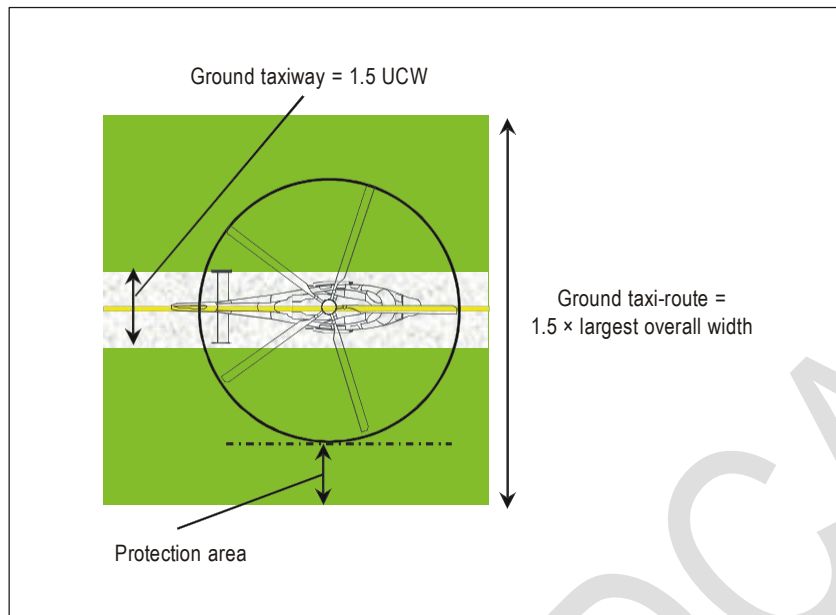 Ground taxiway = 1.5 UCW
Ground taxi-route =
1.5 × largest overall width
Protection area